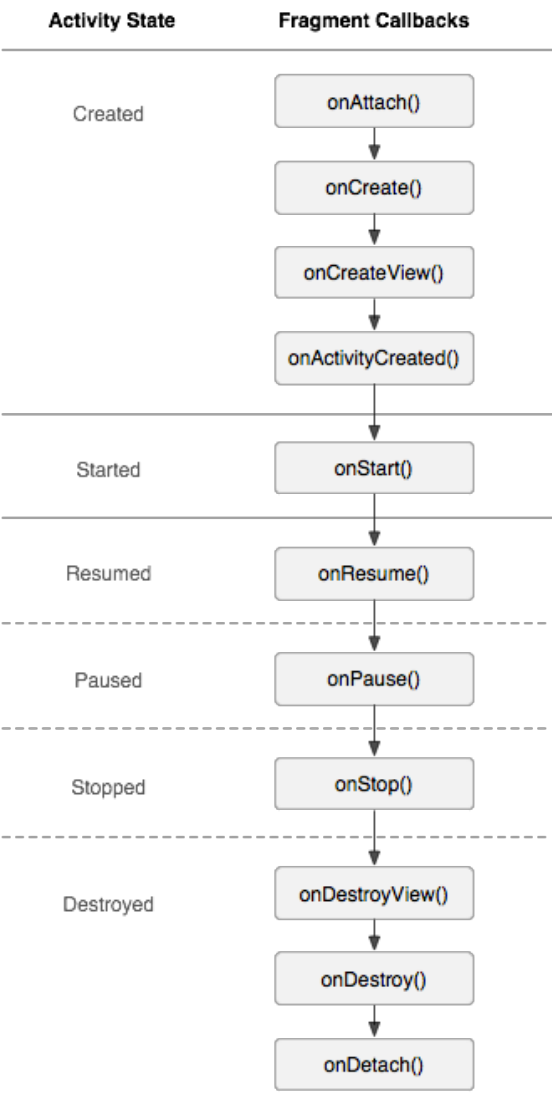 Activity State Fragment Callbacks
Created
onAttach()
onCreate()
onCreateView()
onActivityCreated()
Started
onStart()
Resumed
onResume()
Paused
onPause()
Stopped
onStop()
Destroyed
onDestroyView()
onDestroy()
onDetach()